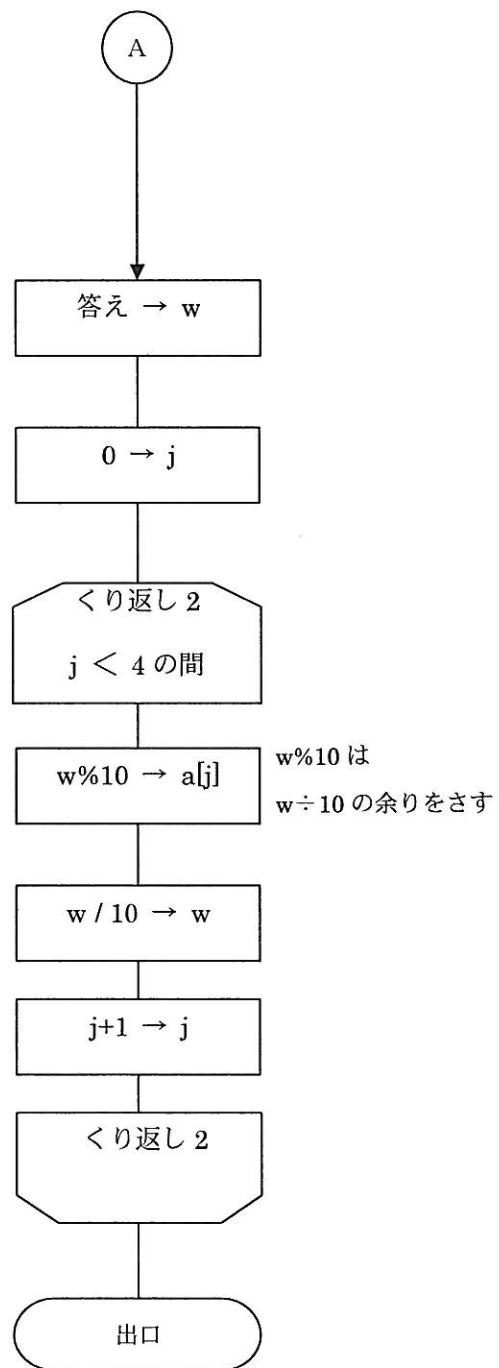 A
答え → w
0 → j
くり返し 2
j ＜ 4 の間
w%10 → a[j]
w%10 は
w÷10 の余りをさす
w / 10 → w
j+1 → j
くり返し 2
出口